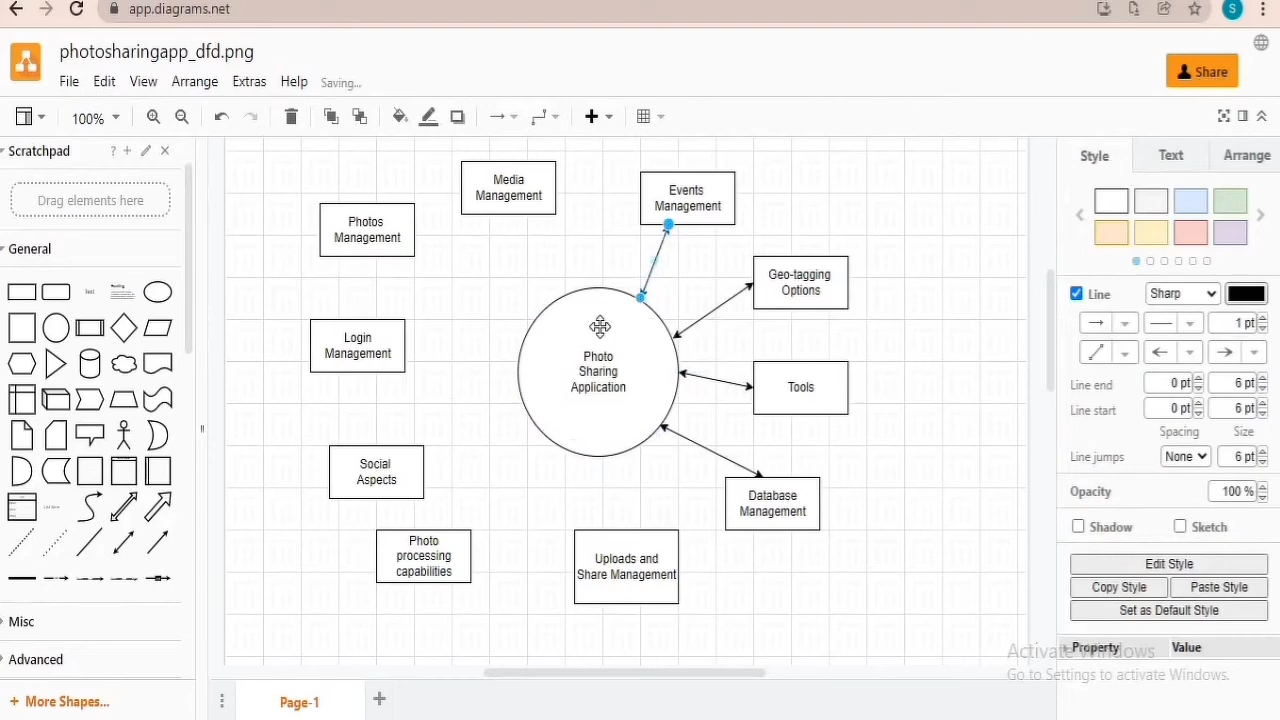 app.diagrams.net
S
photosharingapp_dfd.png
File Edit View Arrange Extras Help Saving...
Share
100%
Scratchpad
?
Drag elements here
General
Text
Heading
Misc
Advanced
+ More Shapes...
Media
Management
Events
Management
Photos
Management
Geo-tagging
Options
Login
Management
Photo
Sharing
Application
Tools
Social
Aspects
Database
Management
Photo
processing
capabilities
Uploads and
Share Management
Page-1
Style Text Arrange
Line Sharp
1 pt
Line end 0 pt 6 pt
Line start 0 pt 6 pt
Spacing Size
Line jumps None 6 pt
Opacity 100 %
Shadow Sketch
Edit Style
Copy Style Paste Style
Set as Default Style
Property Value
Activate Windows
Go to Settings to activate Windows.